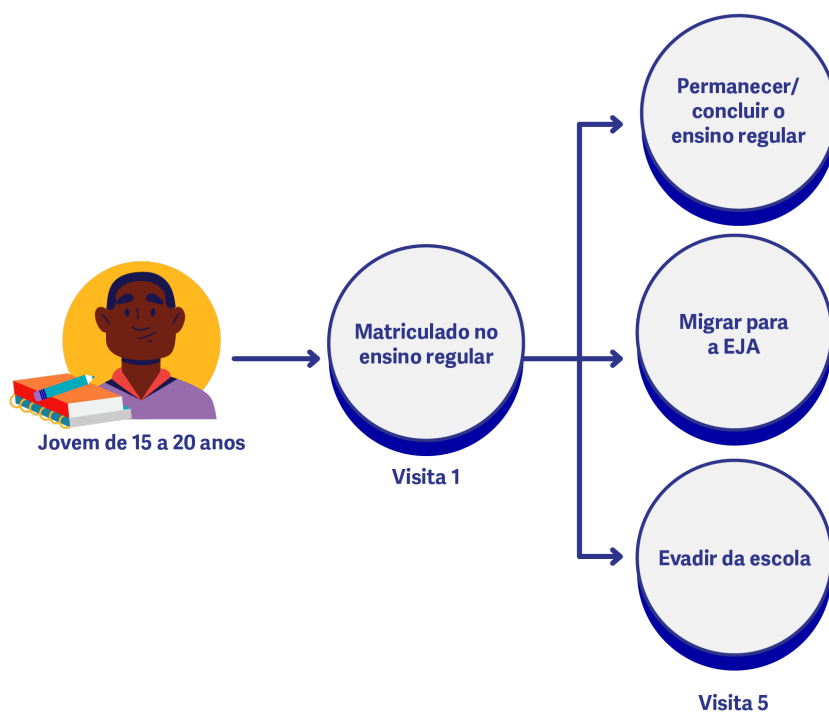 Permanecer/
concluir o
ensino regular
Matriculado no
ensino regular
Migrar para
a EJA
Jovem de 15 a 20 anos
Visita 1
Evadir da escola
Visita 5